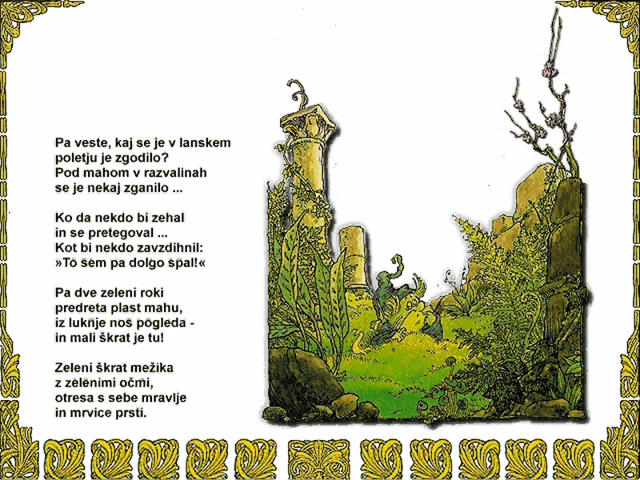 Pa veste, kaj se je v lanskem
poletju je zgodilo?
Pod mahom v razvalinah
se je nekaj zganilo ...
Ko da nekdo bi zehal
in se pretegoval ...
Kot bi nekdo zavzdihnil:
»To sem pa dolgo spal!«
Pa dve zeleni roki
predreta plast mahu,
iz luknje nos pogleda -
in mali škrat je tu!
Zeleni škrat mežika
z zelenimi očmi,
otresa s sebe mravlje
in mrvice prsti.